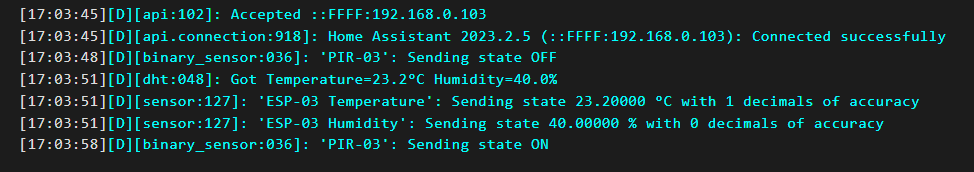 [17:03:45][D][api:102]: Accepted ::FFFF:192.168.0.103
[17:03:45][D][api.connection:918]: Home Assistant 2023.2.5 (::FFFF:192.168.0.103): Connected successfully
[17:03:48][D][binary_sensor:036]: 'PIR-03': Sending state OFF
[17:03:51][D][dht:048]: Got Temperature=23.2°C Humidity=40.0%
[17:03:51][D][sensor:127]: 'ESP-03 Temperature': Sending state 23.20000 °C with 1 decimals of accuracy
[17:03:51][D][sensor:127]: 'ESP-03 Humidity': Sending state 40.00000 % with 0 decimals of accuracy
[17:03:58][D][binary_sensor:036]: 'PIR-03': Sending state ON